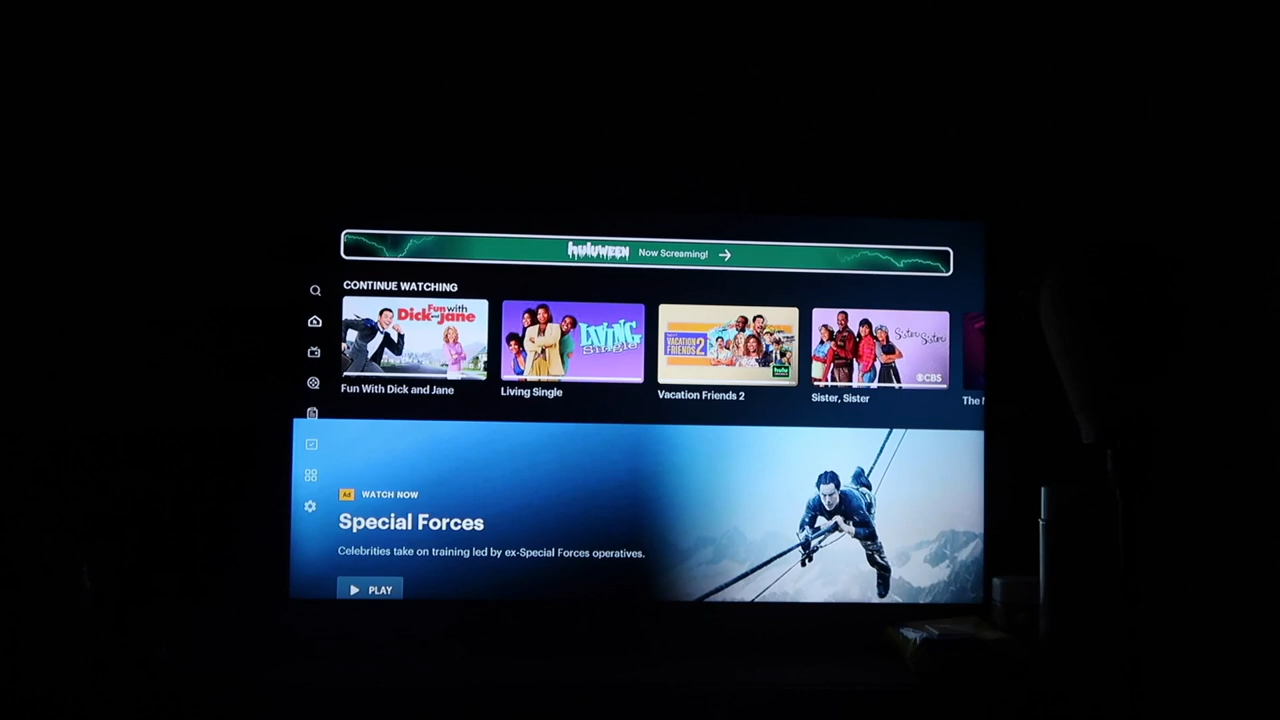 huluween Now Screaming! →
CONTINUE WATCHING
Fun with
Dick and Jane
LIVING
Single
VACATION
FRIENDS 2
hulu
Sister, Sister
CBS
Fun With Dick and Jane
Living Single
Vacation Friends 2
Sister, Sister
The
Ad WATCH NOW
Special Forces
Celebrities take on training led by ex-Special Forces operatives.
PLAY